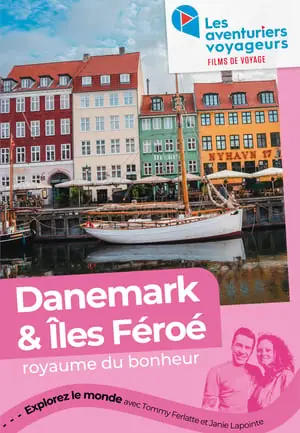 Les
aventuriers
voyageurs
FILMS DE VOYAGE
NYHAVN 17
Danemark
& Îles Féroé
royaume du bonheur
--- Explorez le monde avec Tommy Ferlatte et Janie Lapointe